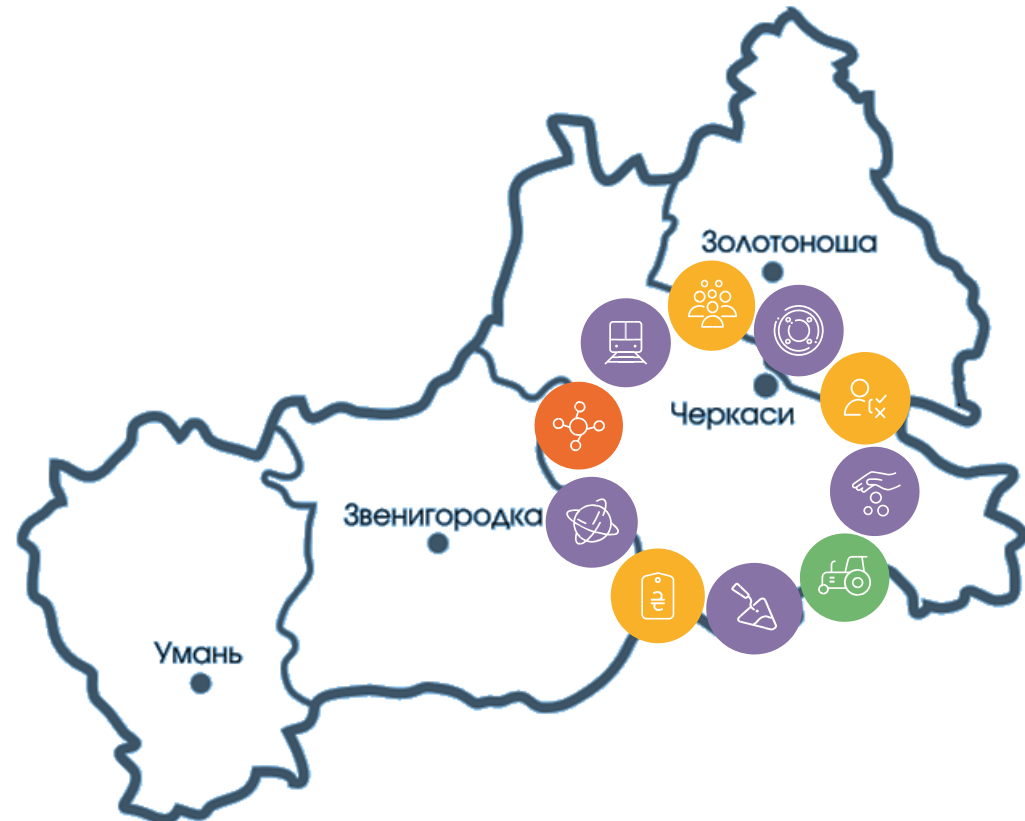 Золотоноша
Черкаси
Звенигородка
Умань
₴